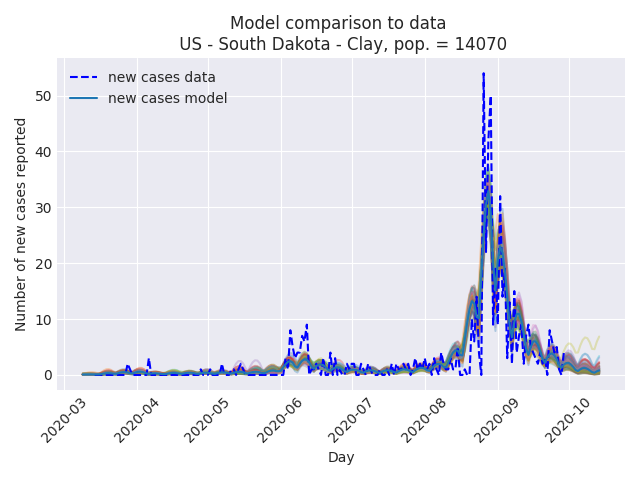 Model comparison to data
US - South Dakota - Clay, pop. = 14070
new cases data
new cases model
Number of new cases reported
50
40
30
20
10
0
2020-03
2020-04
2020-05
2020-06
2020-07
2020-08
2020-09
2020-10
Day